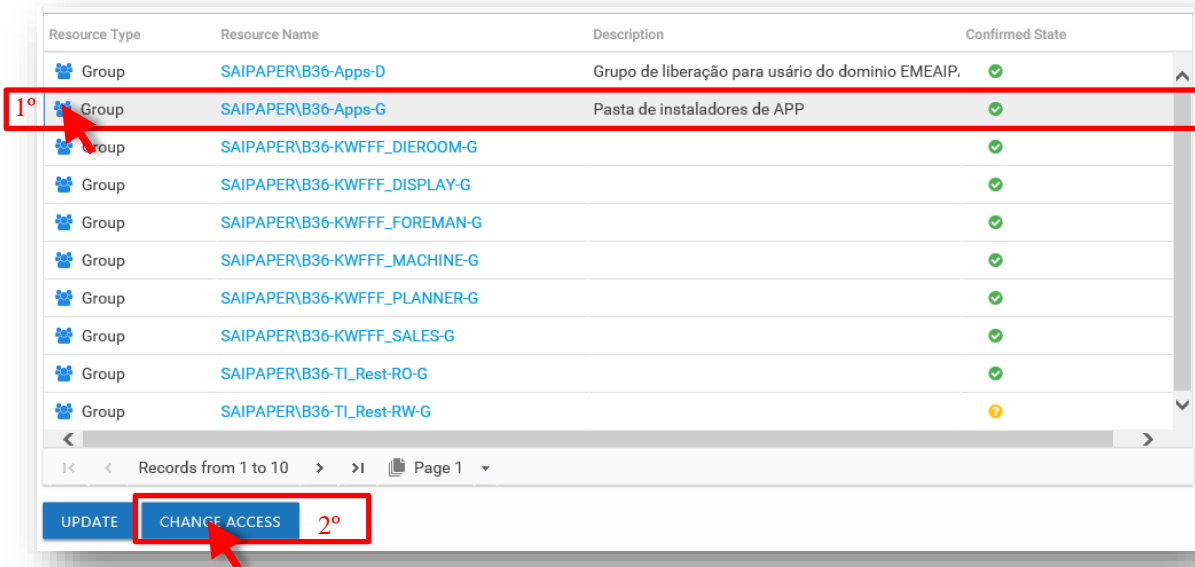 Resource Type Resource Name Description Confirmed State
Group SAIPAPER\B36-Apps-D Grupo de liberação para usário do dominio EMEAIP
1º Group SAIPAPER\B36-Apps-G Pasta de instaladores de APP
Group SAIPAPER\B36-KWFFF_DIEROOM-G
Group SAIPAPER\B36-KWFFF_DISPLAY-G
Group SAIPAPER\B36-KWFFF_FOREMAN-G
Group SAIPAPER\B36-KWFFF_MACHINE-G
Group SAIPAPER\B36-KWFFF_PLANNER-G
Group SAIPAPER\B36-KWFFF_SALES-G
Group SAIPAPER\B36-TI_Rest-RO-G
Group SAIPAPER\B36-TI_Rest-RW-G
Records from 1 to 10 Page 1
UPDATE CHANGE ACCESS 2º